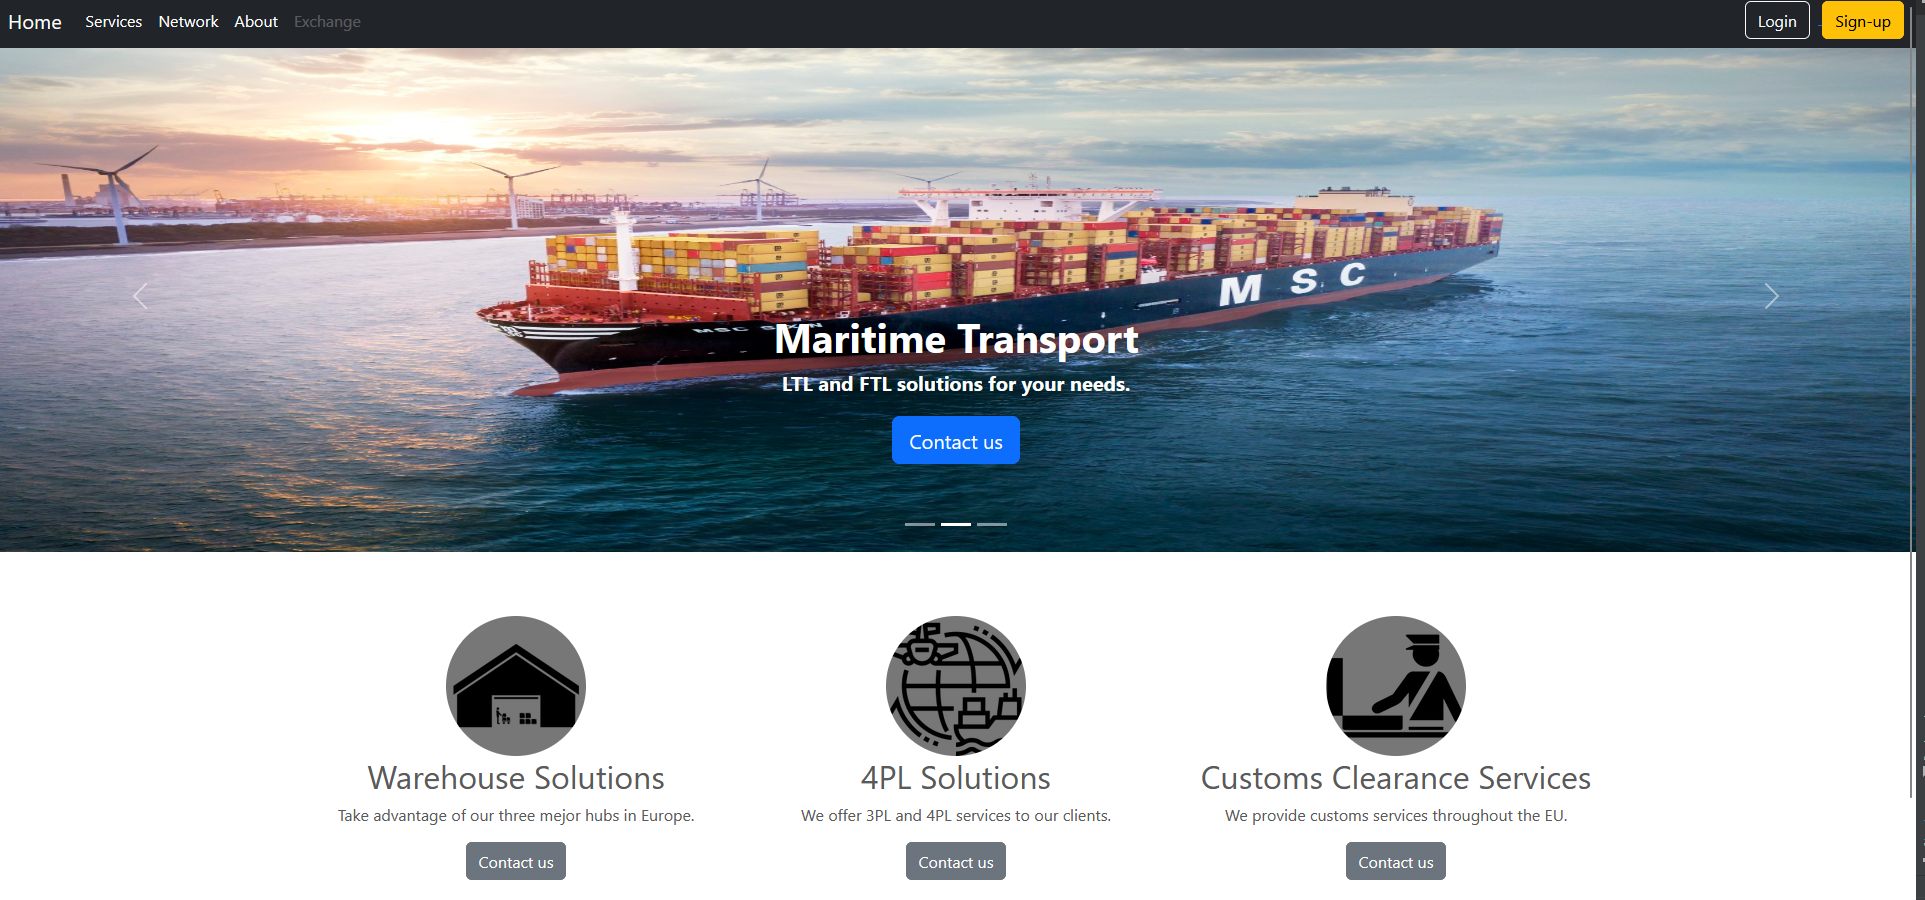 Home Services Network About Exchange Login Sign-up
MSC
Maritime Transport
LTL and FTL solutions for your needs.
Contact us
Warehouse Solutions 4PL Solutions Customs Clearance Services
Take advantage of our three mejor hubs in Europe. We offer 3PL and 4PL services to our clients. We provide customs services throughout the EU.
Contact us Contact us Contact us